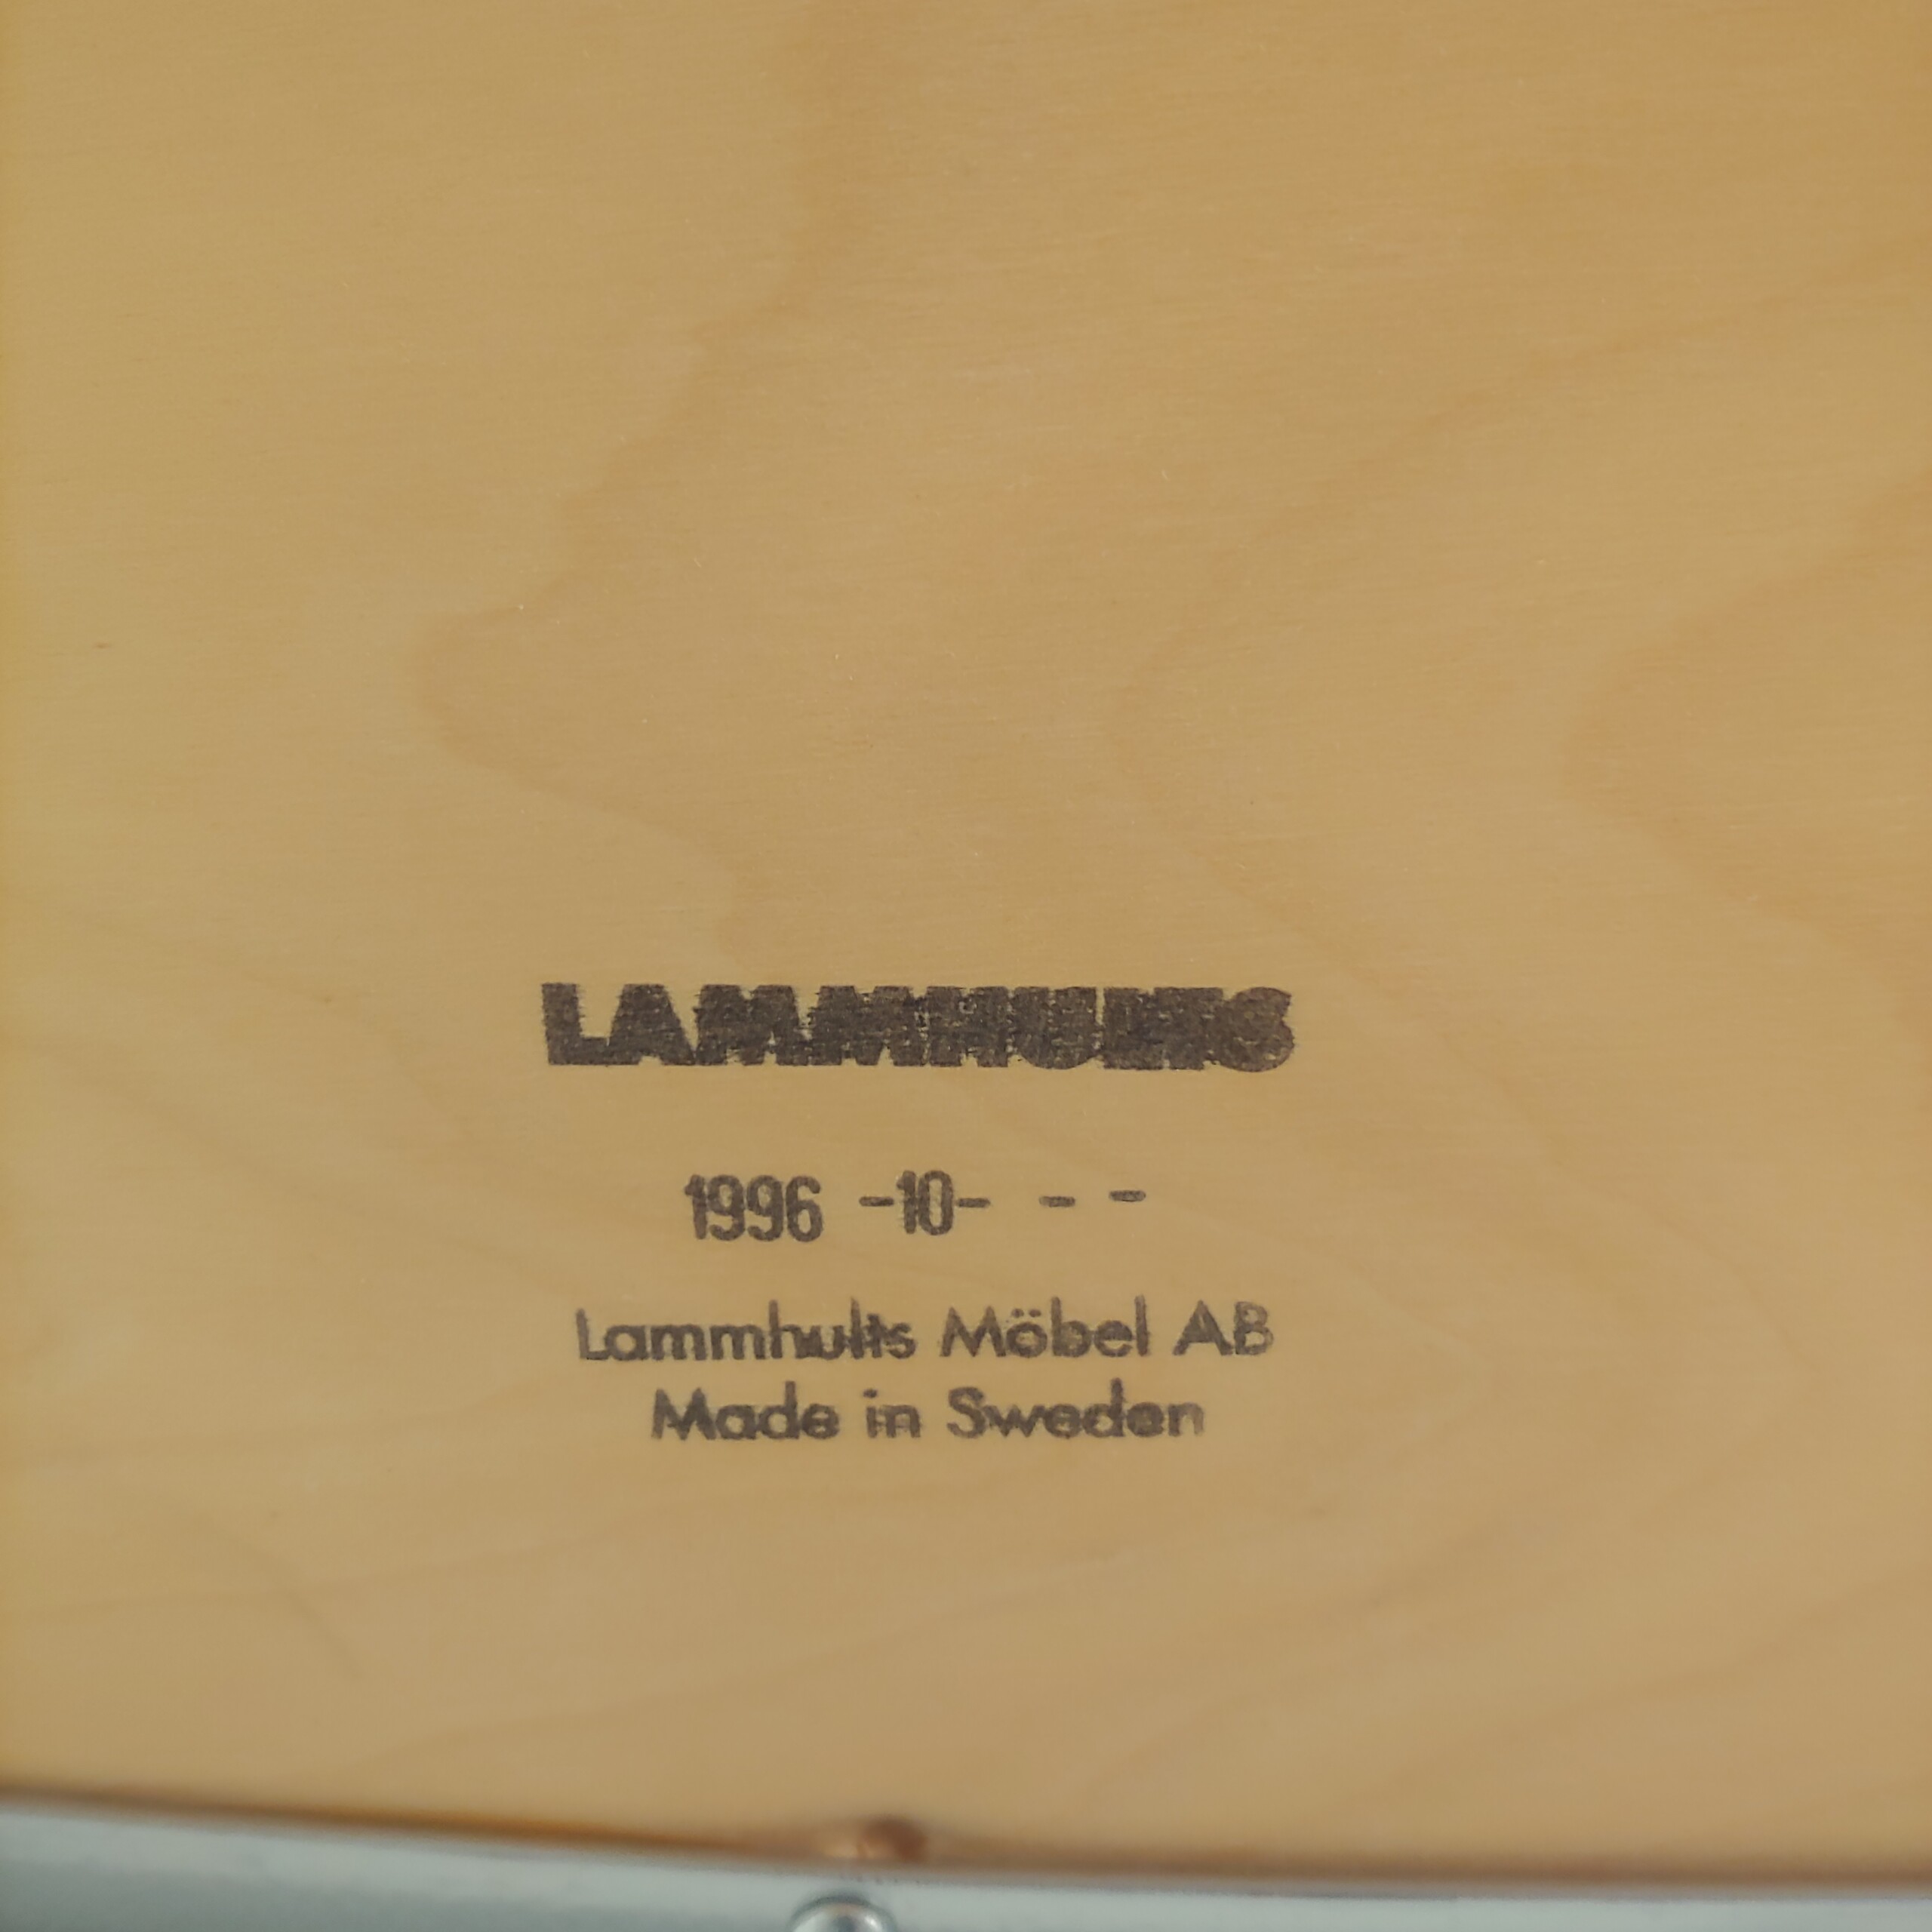 LAMMHULTS
1996 -10- - -
Lammhults Möbel AB
Made in Sweden